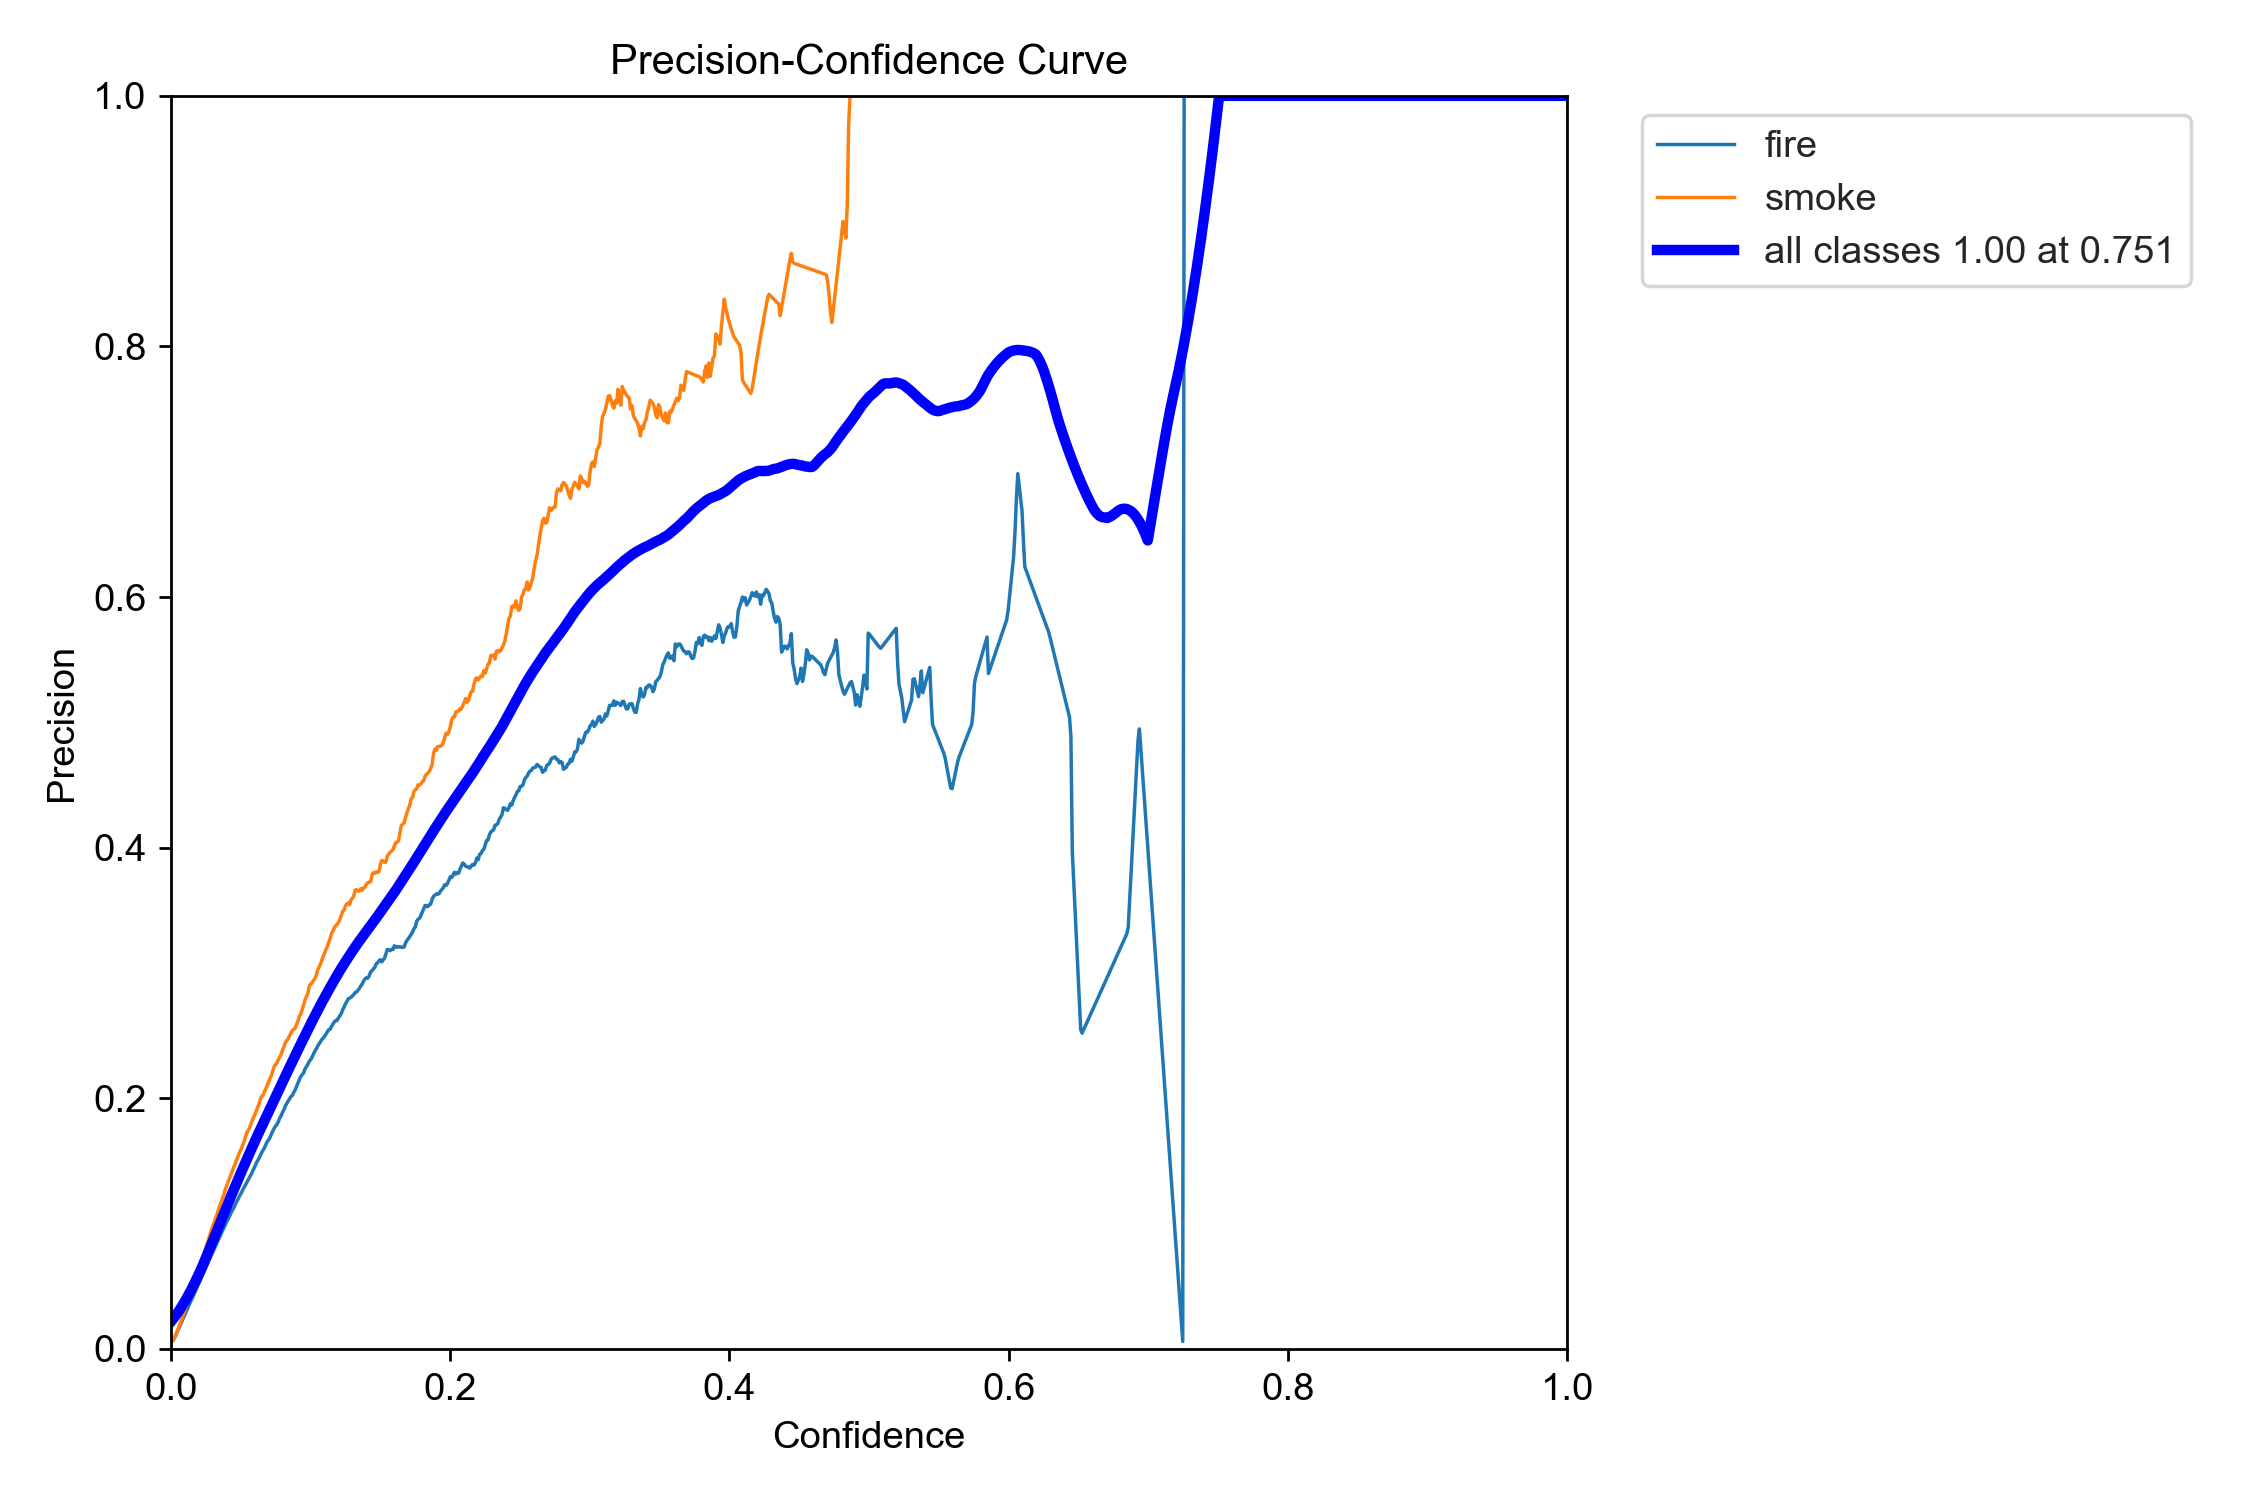 Precision-Confidence Curve
1.0
0.8
0.6
0.4
0.2
0.0
Precision
0.0 0.2 0.4 0.6 0.8 1.0
Confidence
fire
smoke
all classes 1.00 at 0.751